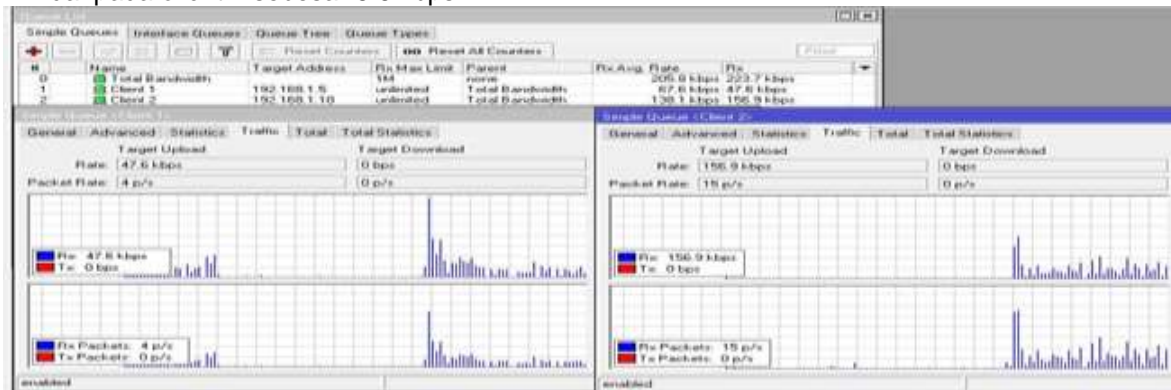 Simple Queues Interface Queues Queue Tree Queue Types
Reset Counters 00 Reset All Counters
# Name Target Address Rx Max Limit Parent Rx Avg. Rate Rx
0 Total Bandwidth 1M none 205.8 kbps 223.7 kbps
1 Client 1 192.168.1.5 unlimited Total Bandwidth 67.6 kbps 47.6 kbps
2 Client 2 192.168.1.10 unlimited Total Bandwidth 138.1 kbps 156.9 kbps
Simple Queue <Client 1>
General Advanced Statistics Traffic Total Total Statistics
Target Upload Target Download
Rate: 47.6 kbps 0 bps
Packet Rate: 4 p/s 0 p/s
Rx: 47.6 kbps
Tx: 0 bps
Rx Packets: 4 p/s
Tx Packets: 0 p/s
enabled
Simple Queue <Client 2>
General Advanced Statistics Traffic Total Total Statistics
Target Upload Target Download
Rate: 156.9 kbps 0 bps
Packet Rate: 15 p/s 0 p/s
Rx: 156.9 kbps
Tx: 0 bps
Rx Packets: 15 p/s
Tx Packets: 0 p/s
enabled